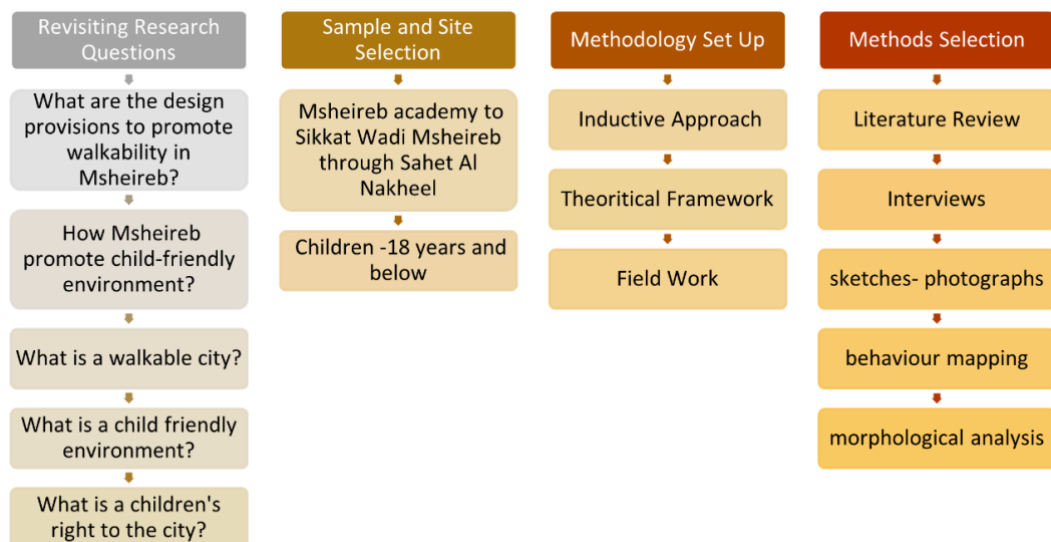 Revisiting Research
Questions
What are the design
provisions to promote
walkability in
Msheireb?
How Msheireb
promote child-friendly
environment?
What is a walkable city?
What is a child friendly
environment?
What is a children's
right to the city?
Sample and Site
Selection
Msheireb academy to
Sikkat Wadi Msheireb
through Sahet Al
Nakheel
Children -18 years and
below
Methodology Set Up
Inductive Approach
Theoritical Framework
Field Work
Methods Selection
Literature Review
Interviews
sketches- photographs
behaviour mapping
morphological analysis